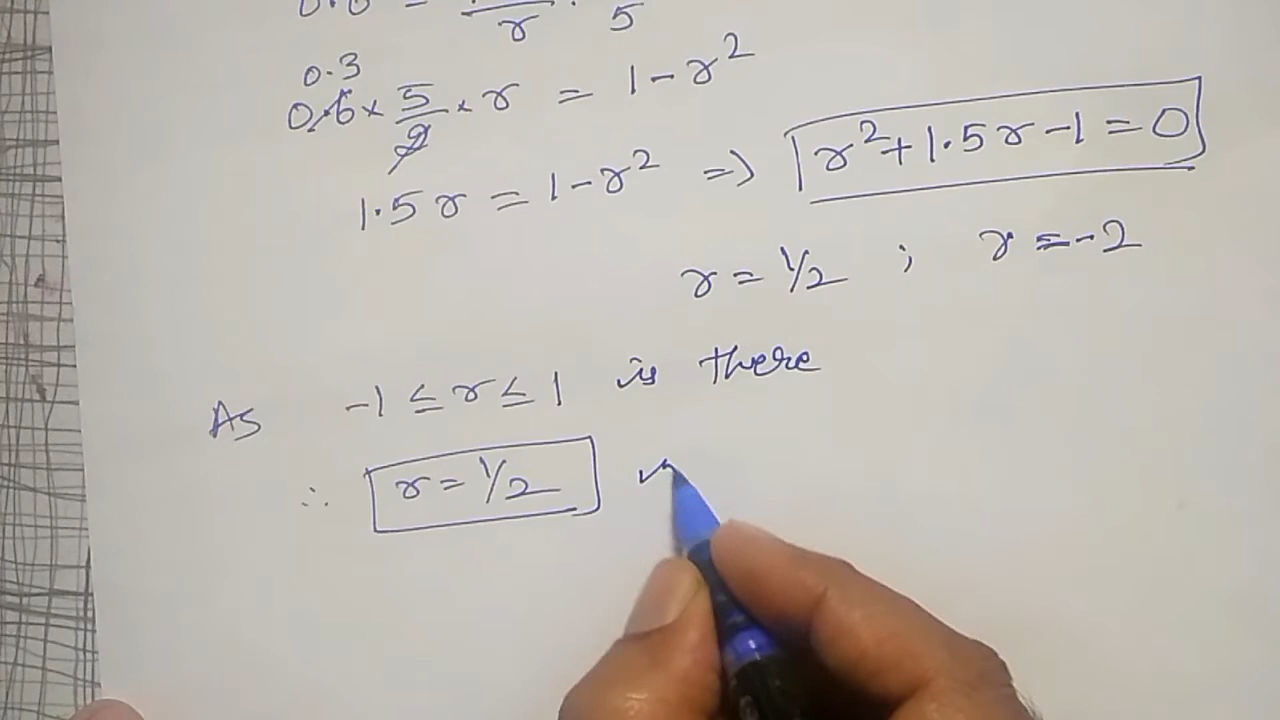 r 5
0.3
0.6 × 5/2 × r = 1 - r²
1.5 r = 1 - r² => r² + 1.5 r - 1 = 0
r = 1/2 ; r = -2
As -1 ≤ r ≤ 1 is there
∴ r = 1/2 ✓